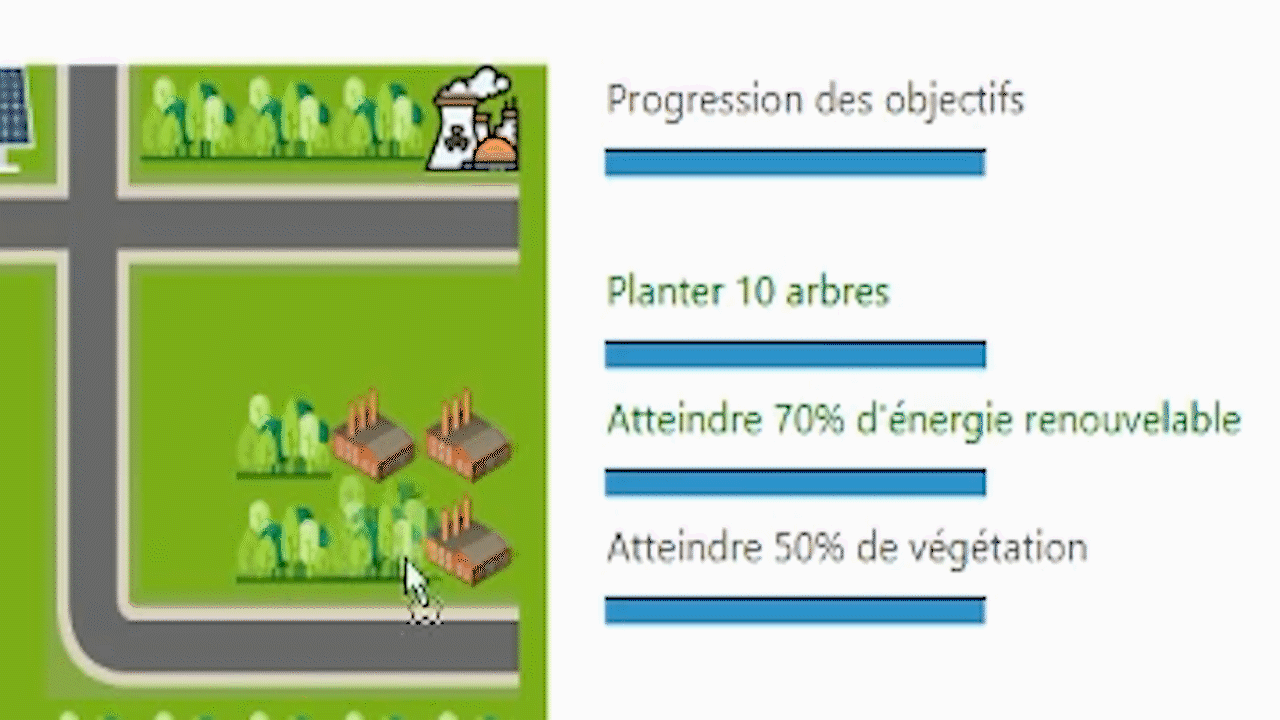 Progression des objectifs
Planter 10 arbres
Atteindre 70% d'énergie renouvelable
Atteindre 50% de végétation